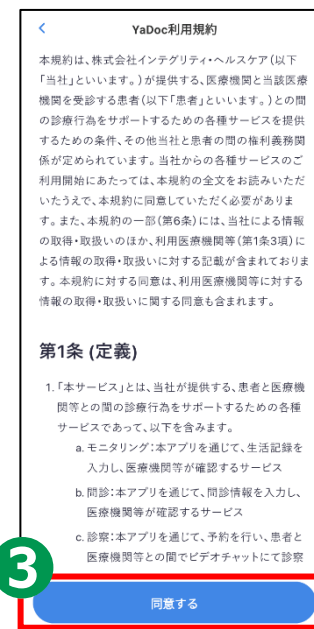 YaDoc利用規約
本規約は、株式会社インテグリティ・ヘルスケア(以下
「当社」といいます。)が提供する、医療機関と当該医療
機関を受診する患者(以下「患者」といいます。)との間
の診療行為をサポートするための各種サービスを提供
するための条件、その他当社と患者の間の権利義務関
係が定められています。当社からの各種サービスのご
利用開始にあたっては、本規約の全文をお読みいただ
いたうえで、本規約に同意していただく必要がありま
す。また、本規約の一部(第6条)には、当社による情報
の取得・取扱いのほか、利用医療機関等(第1条3項)に
よる情報の取得・取扱いに対する記載が含まれておりま
す。本規約に対する同意は、利用医療機関等に対する
情報の取得・取扱いに関する同意も含まれます。
第1条 (定義)
1. 「本サービス」とは、当社が提供する、患者と医療機
関等との間の診療行為をサポートするための各種
サービスであって、以下を含みます。
a. モニタリング:本アプリを通じて、生活記録を
入力し、医療機関等が確認するサービス
b. 問診:本アプリを通じて、問診情報を入力し、
医療機関等が確認するサービス
c. 診察:本アプリを通じて、予約を行い、患者と
医療機関等との間でビデオチャットにて診察
3
同意する